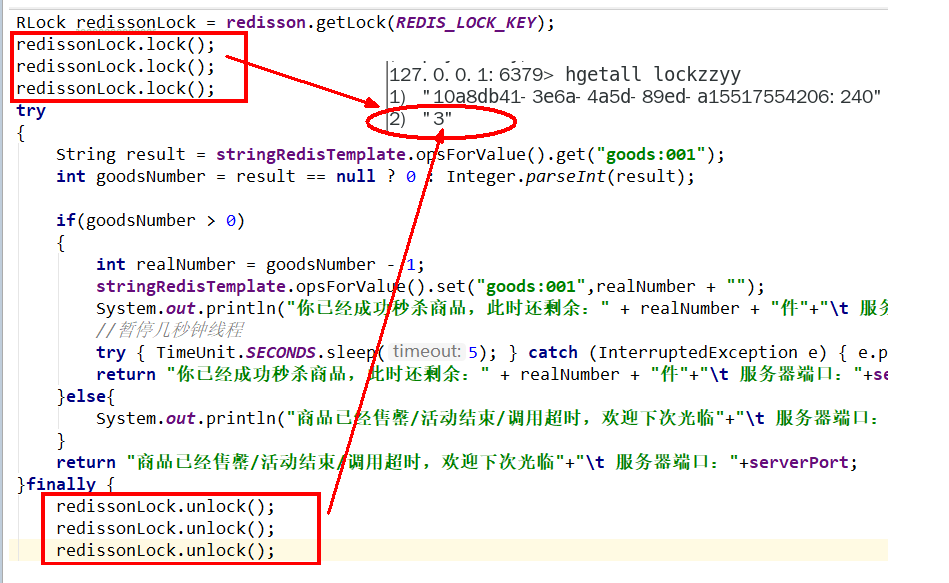 RLock redissonLock = redisson.getLock(REDIS_LOCK_KEY);
redissonLock.lock();
redissonLock.lock();
redissonLock.lock();
127.0.0.1:6379> hgetall lockzzyy
1) "10a8db41-3e6a-4a5d-89ed-a15517554206:240"
2) "3"
try
{
String result = stringRedisTemplate.opsForValue().get("goods:001");
int goodsNumber = result == null ? 0 : Integer.parseInt(result);
if(goodsNumber > 0)
{
int realNumber = goodsNumber - 1;
stringRedisTemplate.opsForValue().set("goods:001",realNumber + "");
System.out.println("你已经成功秒杀商品，此时还剩余：" + realNumber + "件"+"\t 服务
//暂停几秒钟线程
try { TimeUnit.SECONDS.sleep( timeout: 5); } catch (InterruptedException e) { e.p
return "你已经成功秒杀商品，此时还剩余：" + realNumber + "件"+"\t 服务器端口："+se
}else{
System.out.println("商品已经售罄/活动结束/调用超时，欢迎下次光临"+"\t 服务器端口：
}
return "商品已经售罄/活动结束/调用超时，欢迎下次光临"+"\t 服务器端口："+serverPort;
}finally {
redissonLock.unlock();
redissonLock.unlock();
redissonLock.unlock();